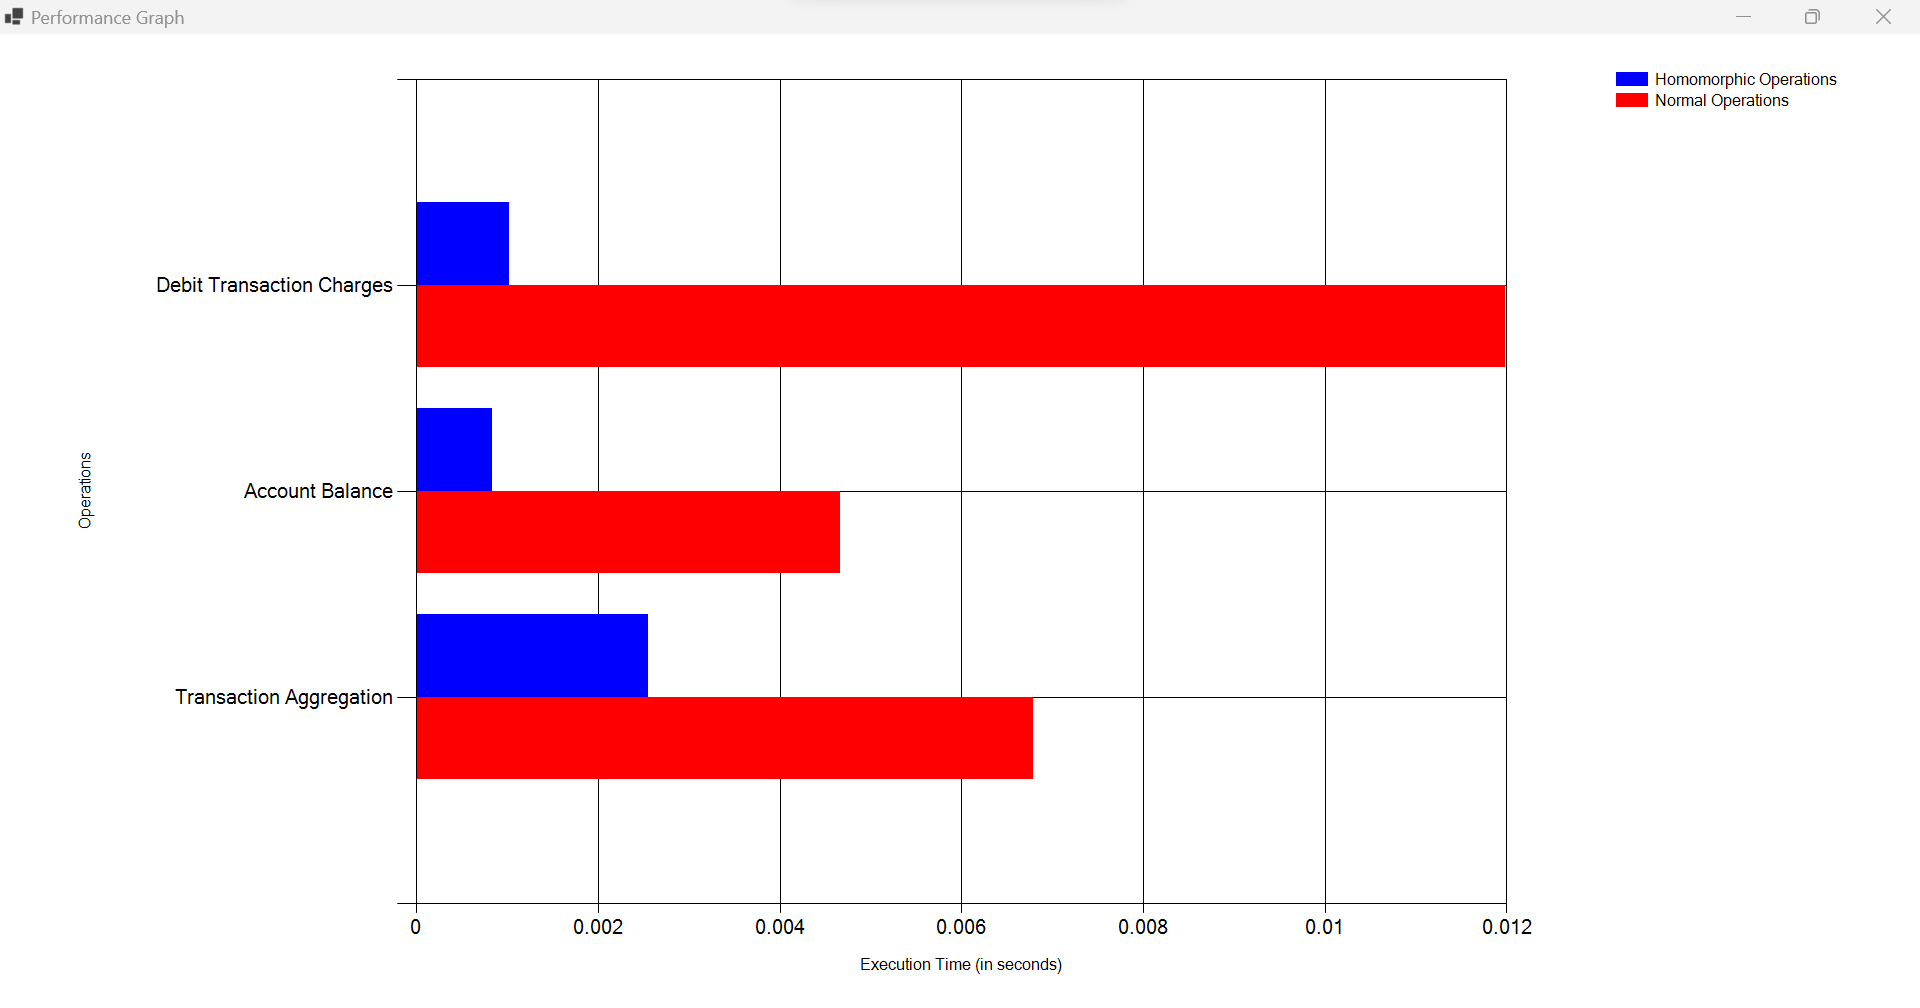 Performance Graph
Homomorphic Operations
Normal Operations
Debit Transaction Charges
Account Balance
Operations
Transaction Aggregation
0 0.002 0.004 0.006 0.008 0.01 0.012
Execution Time (in seconds)